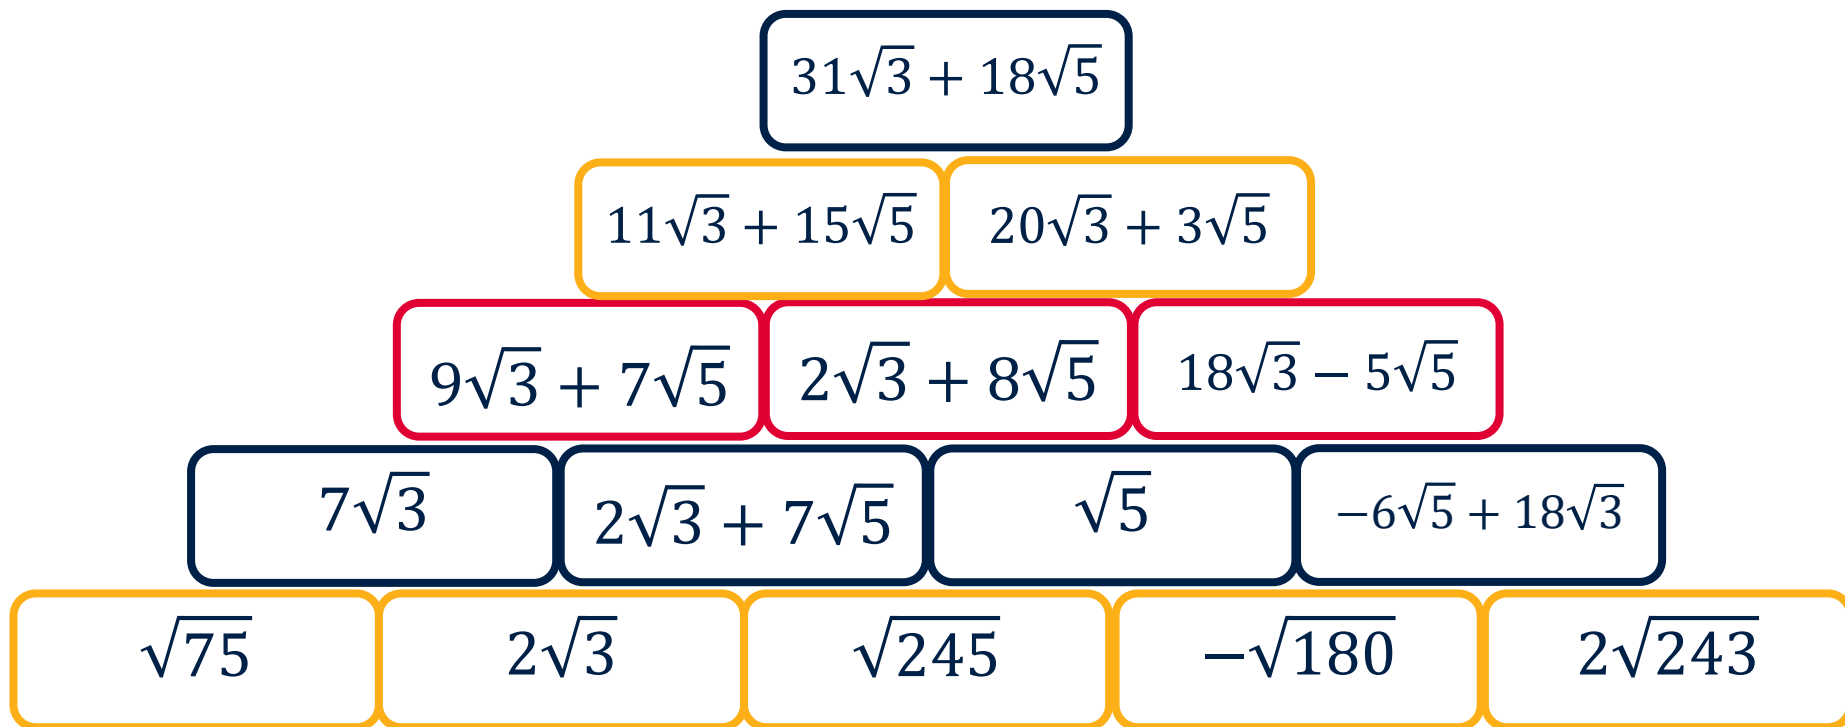 31√3 + 18√5
11√3 + 15√5 20√3 + 3√5
9√3 + 7√5 2√3 + 8√5 18√3 − 5√5
7√3 2√3 + 7√5 √5 −6√5 + 18√3
√75 2√3 √245 −√180 2√243